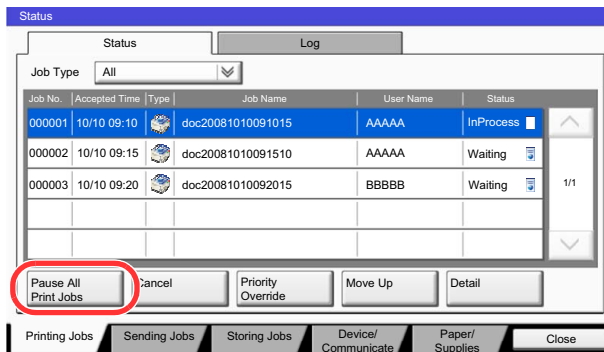 Status
Status Log
Job Type All
Job No. Accepted Time Type Job Name User Name Status
000001 10/10 09:10 doc20081010091015 AAAAA InProcess
000002 10/10 09:15 doc20081010091510 AAAAA Waiting
000003 10/10 09:20 doc20081010092015 BBBBB Waiting
1/1
Pause All
Print Jobs
Cancel
Priority
Override
Move Up
Detail
Printing Jobs
Sending Jobs
Storing Jobs
Device/
Communicate
Paper/
Supplies
Close